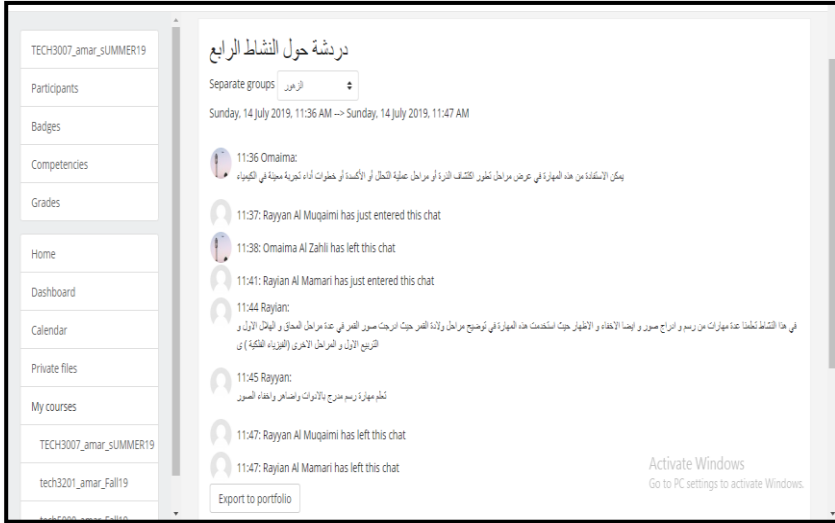 TECH3007_amar_sUMMER19
Participants
Badges
Competencies
Grades
Home
Dashboard
Calendar
Private files
My courses
TECH3007_amar_sUMMER19
tech3201_amar_Fall19
tech5000_amar_Fall19
دردشة حول النشاط الرابع
Separate groups الزهور
Sunday, 14 July 2019, 11:36 AM --> Sunday, 14 July 2019, 11:47 AM
11:36 Omaima:
يمكن الاستفادة من هذه المهارة في عرض مراحل تطور اكتشاف الذرة أو مراحل عملية التحلل أو الأكسدة أو خطوات أداء تجربة معينة في الكيمياء
11:37: Rayyan Al Muqaimi has just entered this chat
11:38: Omaima Al Zahli has left this chat
11:41: Rayian Al Mamari has just entered this chat
11:44 Rayian:
في هذا النشاط تعلمنا عدة مهارات من رسم و ادراج صور و ايضا الاخفاء و الاظهار حيث استخدمت هذه المهارة في توضيح مراحل ولادة القمر حيث ادرجت صور القمر في عدة مراحل المحاق و الهلال الاول و
التربيع الاول و المراحل الاخرى (الفيزياء الفلكية ) ى
11:45 Rayyan:
تعلم مهارة رسم مدرج بالادوات واضاهر واخفاء الصور
11:47: Rayyan Al Muqaimi has left this chat
11:47: Rayian Al Mamari has left this chat
Export to portfolio
Activate Windows
Go to PC settings to activate Windows.